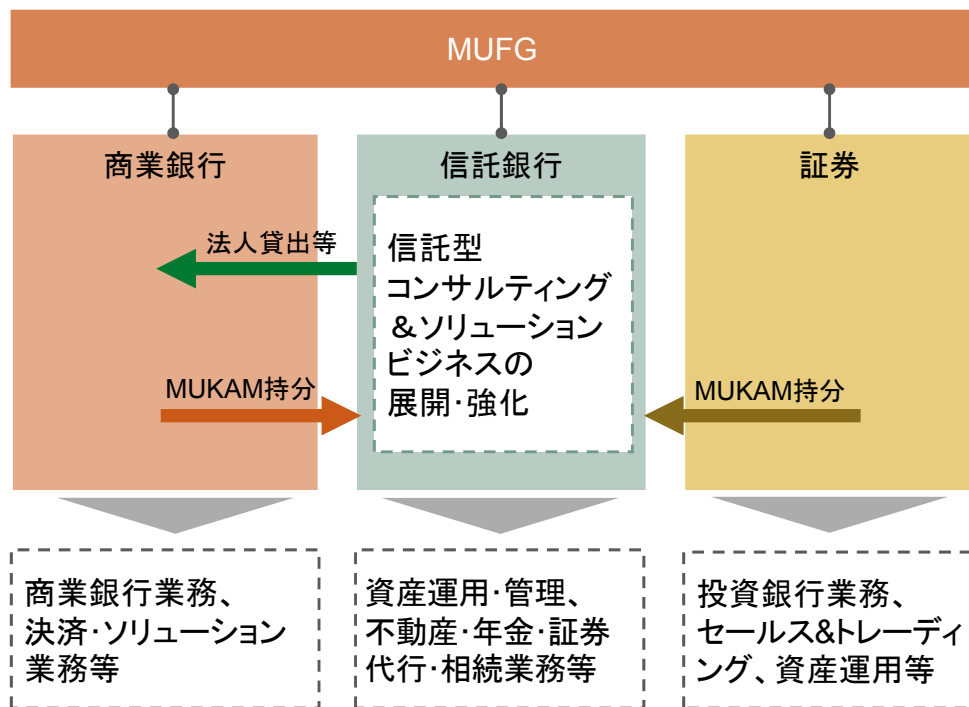 MUFG
商業銀行
信託銀行
証券
法人貸出等
信託型
コンサルティング
＆ソリューション
ビジネスの
展開･強化
MUKAM持分
MUKAM持分
商業銀行業務、
決済･ソリューション
業務等
資産運用･管理、
不動産･年金･証券
代行･相続業務等
投資銀行業務、
セールス&トレーディ
ング、資産運用等